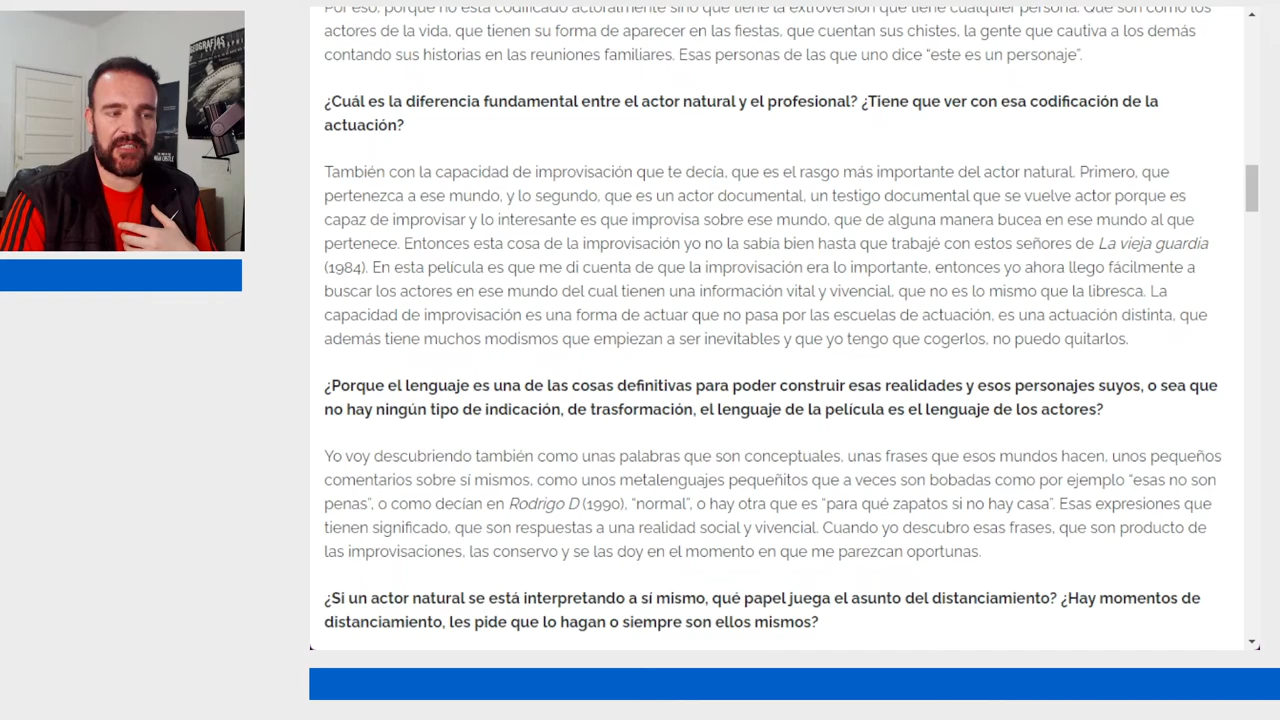 Por eso, porque no está codificado actoralmente sino que tiene la extroversión que tiene cualquier persona. Que son como los
actores de la vida, que tienen su forma de aparecer en las fiestas, que cuentan sus chistes, la gente que cautiva a los demás
contando sus historias en las reuniones familiares. Esas personas de las que uno dice “este es un personaje”.
¿Cuál es la diferencia fundamental entre el actor natural y el profesional? ¿Tiene que ver con esa codificación de la
actuación?
También con la capacidad de improvisación que te decía, que es el rasgo más importante del actor natural. Primero, que
pertenezca a ese mundo, y lo segundo, que es un actor documental, un testigo documental que se vuelve actor porque es
capaz de improvisar y lo interesante es que improvisa sobre ese mundo, que de alguna manera bucea en ese mundo al que
pertenece. Entonces esta cosa de la improvisación yo no la sabía bien hasta que trabajé con estos señores de La vieja guardia
(1984). En esta película es que me di cuenta de que la improvisación era lo importante, entonces yo ahora llego fácilmente a
buscar los actores en ese mundo del cual tienen una información vital y vivencial, que no es lo mismo que la libresca. La
capacidad de improvisación es una forma de actuar que no pasa por las escuelas de actuación, es una actuación distinta, que
además tiene muchos modismos que empiezan a ser inevitables y que yo tengo que cogerlos, no puedo quitarlos.
¿Porque el lenguaje es una de las cosas definitivas para poder construir esas realidades y esos personajes suyos, o sea que
no hay ningún tipo de indicación, de trasformación, el lenguaje de la película es el lenguaje de los actores?
Yo voy descubriendo también como unas palabras que son conceptuales, unas frases que esos mundos hacen, unos pequeños
comentarios sobre sí mismos, como unos metalenguajes pequeñitos que a veces son bobadas como por ejemplo “esas no son
penas”, o como decían en Rodrigo D (1990), “normal”, o hay otra que es “para qué zapatos si no hay casa”. Esas expresiones que
tienen significado, que son respuestas a una realidad social y vivencial. Cuando yo descubro esas frases, que son producto de
las improvisaciones, las conservo y se las doy en el momento en que me parezcan oportunas.
¿Si un actor natural se está interpretando a sí mismo, qué papel juega el asunto del distanciamiento? ¿Hay momentos de
distanciamiento, les pide que lo hagan o siempre son ellos mismos?